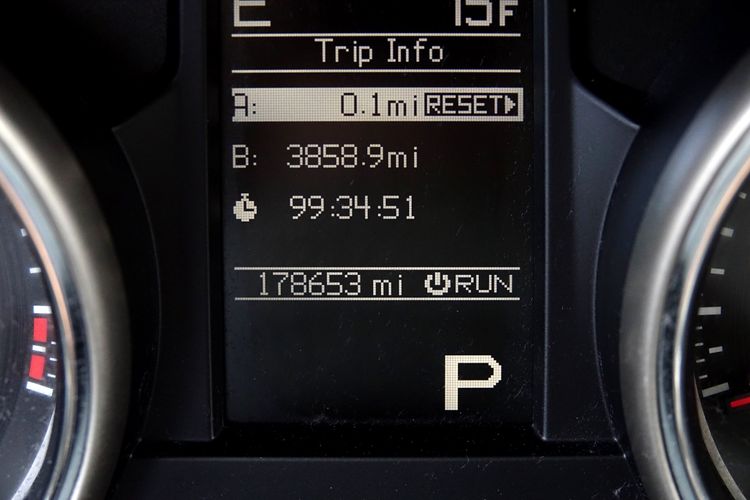 E 15F
Trip Info
A: 0.1mi RESET
B: 3858.9mi
99:34:51
178653 mi RUN
P